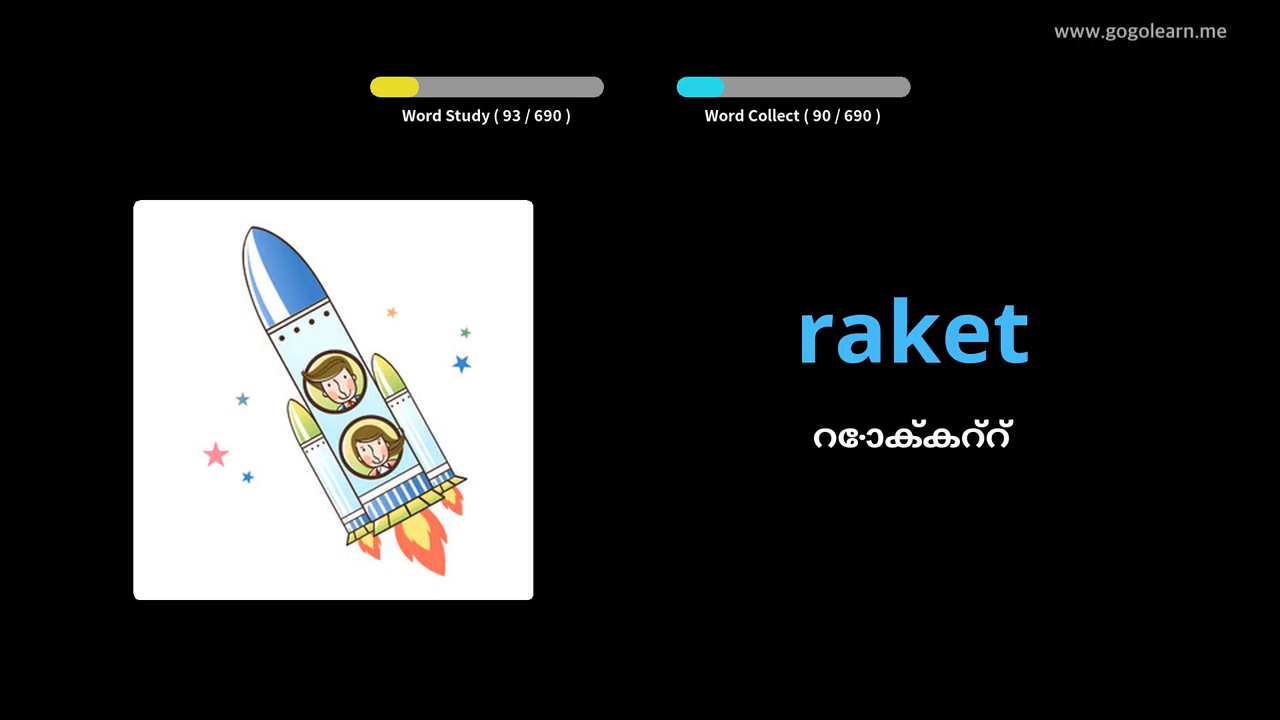 www.gogolearn.me
Word Study ( 93 / 690 )
Word Collect ( 90 / 690 )
raket
റോക്കറ്റ്